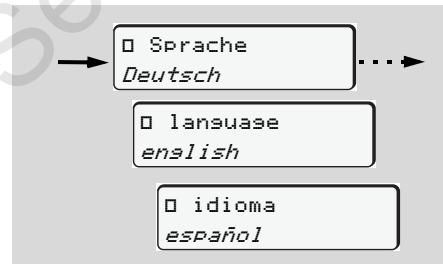 □ Sprache
Deutsch
□ language
english
□ idioma
español